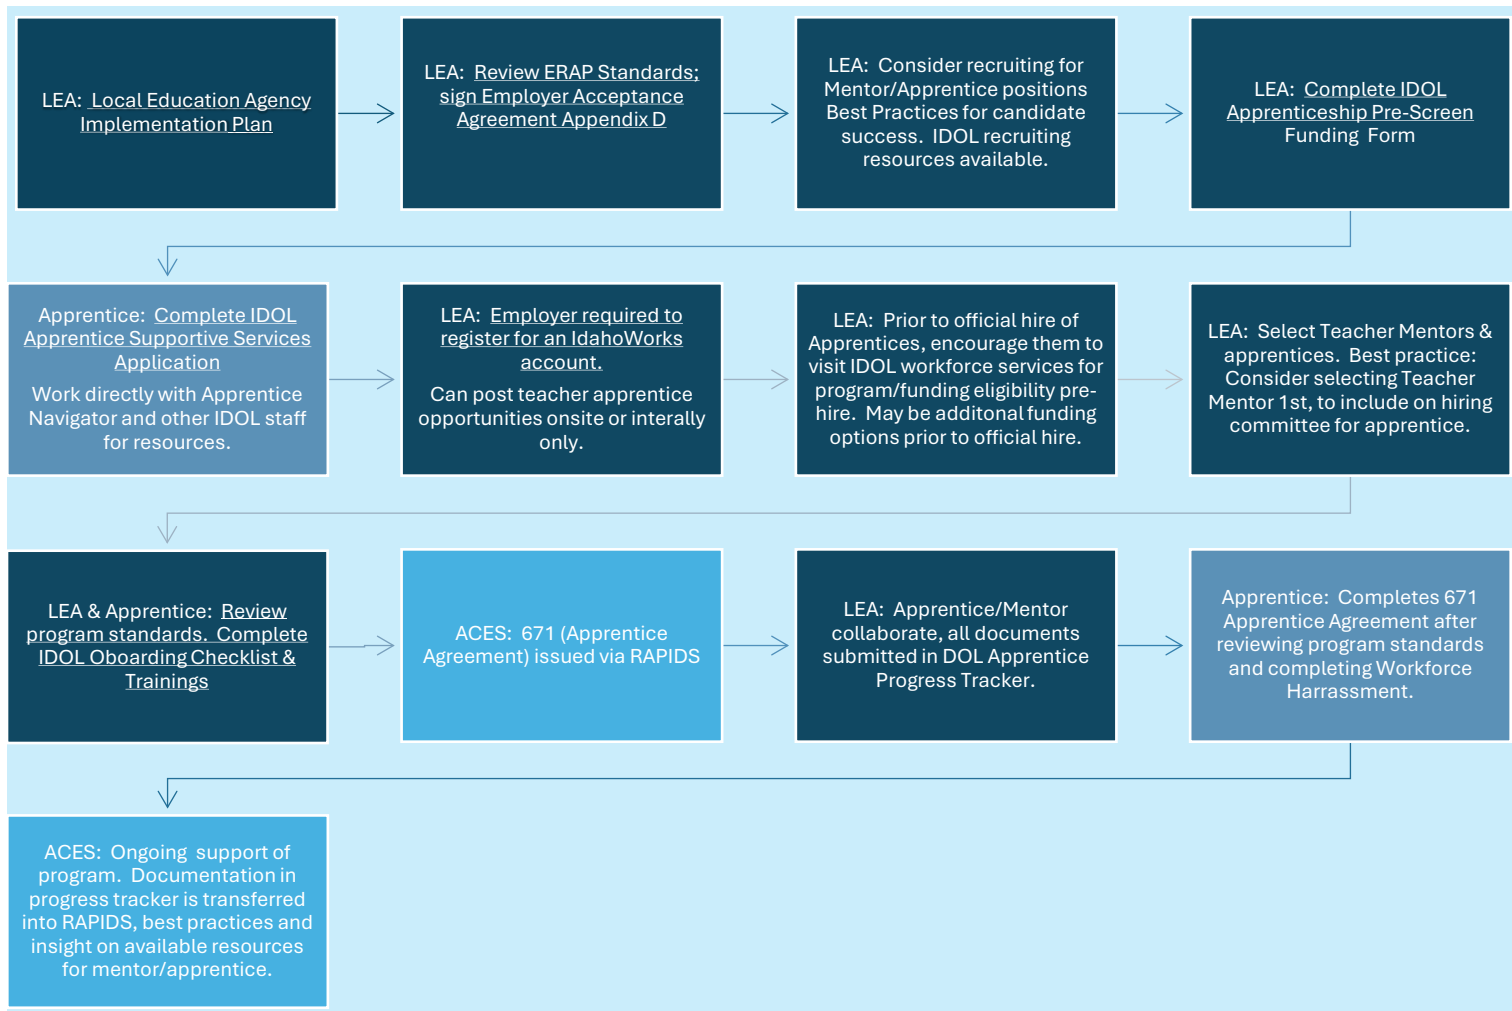 LEA: Local Education Agency
Implementation Plan
LEA: Review ERAP Standards;
sign Employer Acceptance
Agreement Appendix D
LEA: Consider recruiting for
Mentor/Apprentice positions
Best Practices for candidate
success. IDOL recruiting
resources available.
LEA: Complete IDOL
Apprenticeship Pre-Screen
Funding Form
Apprentice: Complete IDOL
Apprentice Supportive Services
Application
Work directly with Apprentice
Navigator and other IDOL staff
for resources.
LEA: Employer required to
register for an IdahoWorks
account.
Can post teacher apprentice
opportunities onsite or interally
only.
LEA: Prior to official hire of
Apprentices, encourage them to
visit IDOL workforce services for
program/funding eligibility pre-
hire. May be additonal funding
options prior to official hire.
LEA: Select Teacher Mentors &
apprentices. Best practice:
Consider selecting Teacher
Mentor 1st, to include on hiring
committee for apprentice.
LEA & Apprentice: Review
program standards. Complete
IDOL Oboarding Checklist &
Trainings
ACES: 671 (Apprentice
Agreement) issued via RAPIDS
LEA: Apprentice/Mentor
collaborate, all documents
submitted in DOL Apprentice
Progress Tracker.
Apprentice: Completes 671
Apprentice Agreement after
reviewing program standards
and completing Workforce
Harrassment.
ACES: Ongoing support of
program. Documentation in
progress tracker is transferred
into RAPIDS, best practices and
insight on available resources
for mentor/apprentice.